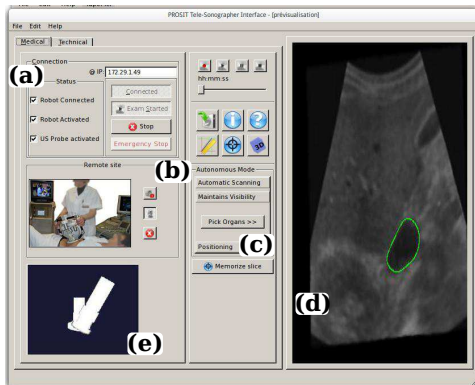 PROSIT Tele-Sonographer Interface - (prévisualisation)
File Edit Help
Medical Technical
(a)
Connection
@ IP: 172.29.1.49
Status
Robot Connected
Robot Activated
US Probe activated
Connected
Exam Started
Stop
Emergency Stop
Remote site
hh:mm:ss
3D
(b)
Autonomous Mode
Automatic Scanning
Maintains Visibility
Pick Organs >>
Positioning
(c)
Memorize slice
(d)
(e)